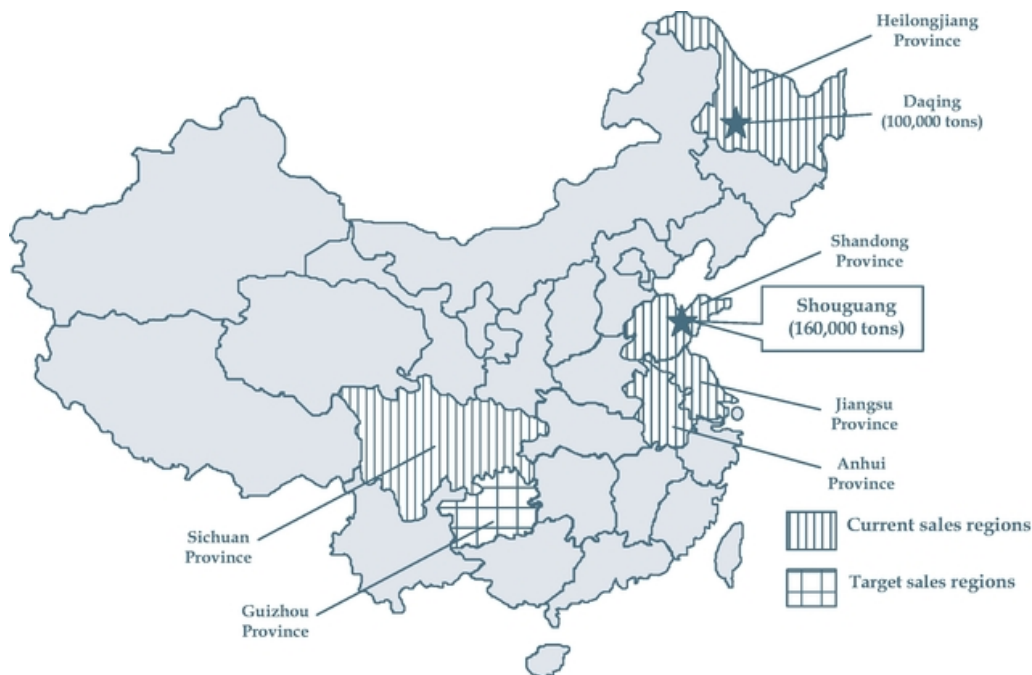 Heilongjiang
Province
Daqing
(100,000 tons)
Shandong
Province
Shouguang
(160,000 tons)
Jiangsu
Province
Anhui
Province
Sichuan
Province
Guizhou
Province
Current sales regions
Target sales regions